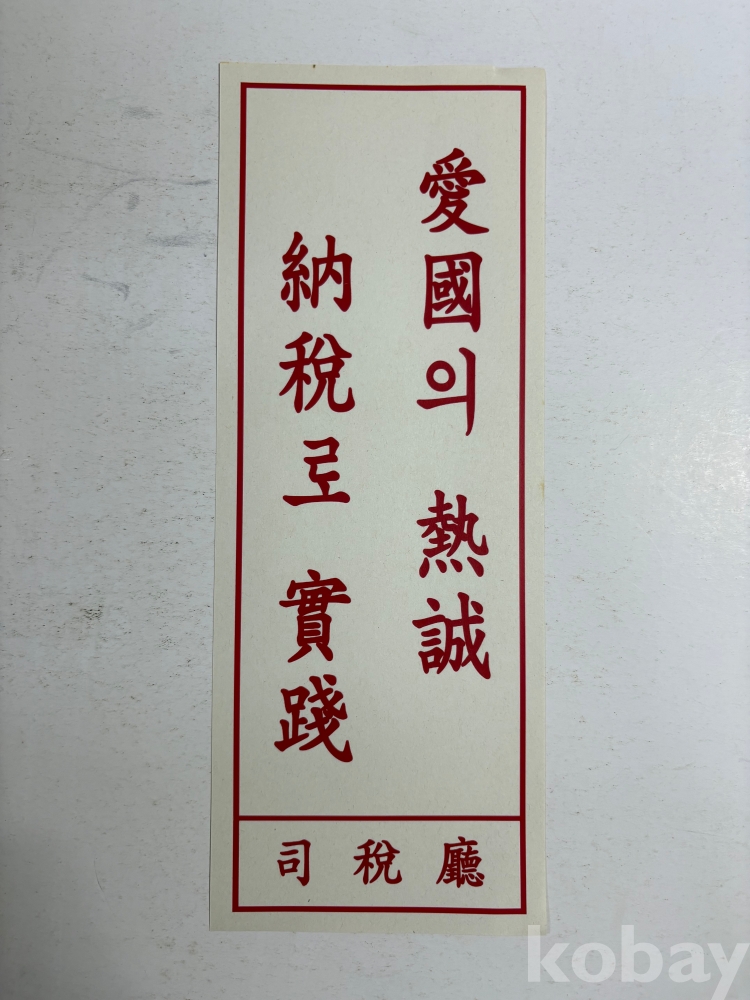 愛國의 熱誠
納稅로 實踐
司稅廳
kobay